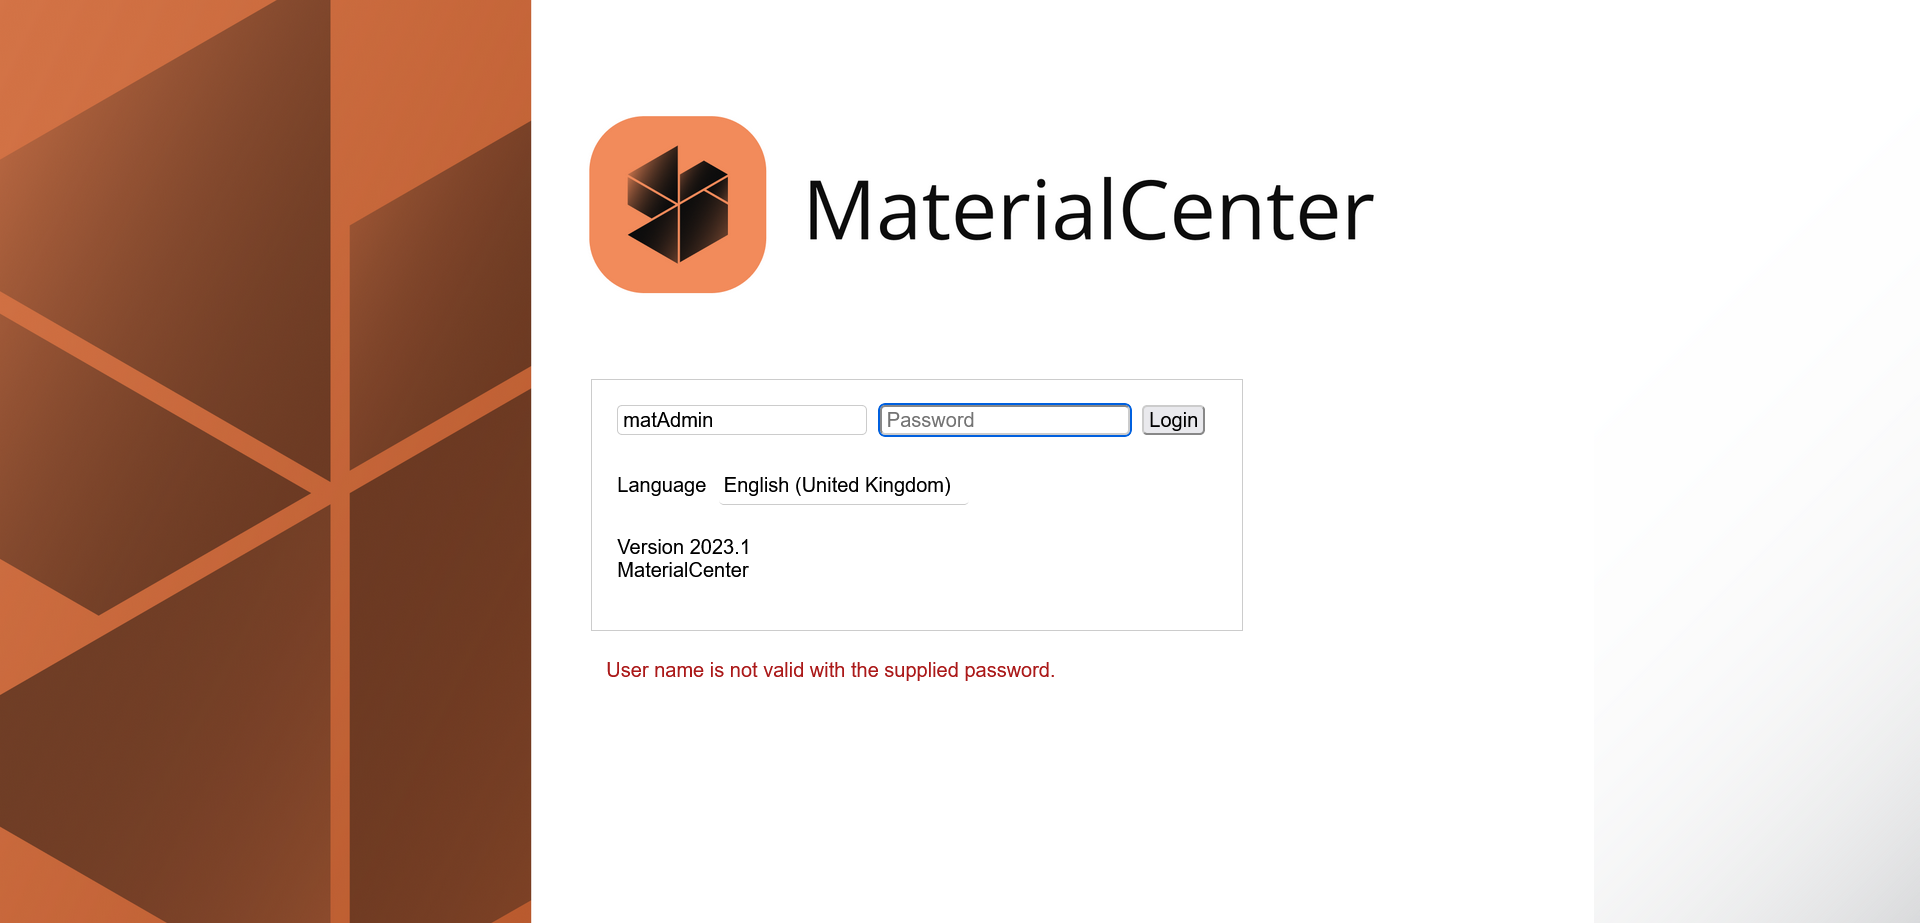 MaterialCenter
matAdmin Password Login
Language English (United Kingdom)
Version 2023.1
MaterialCenter
User name is not valid with the supplied password.